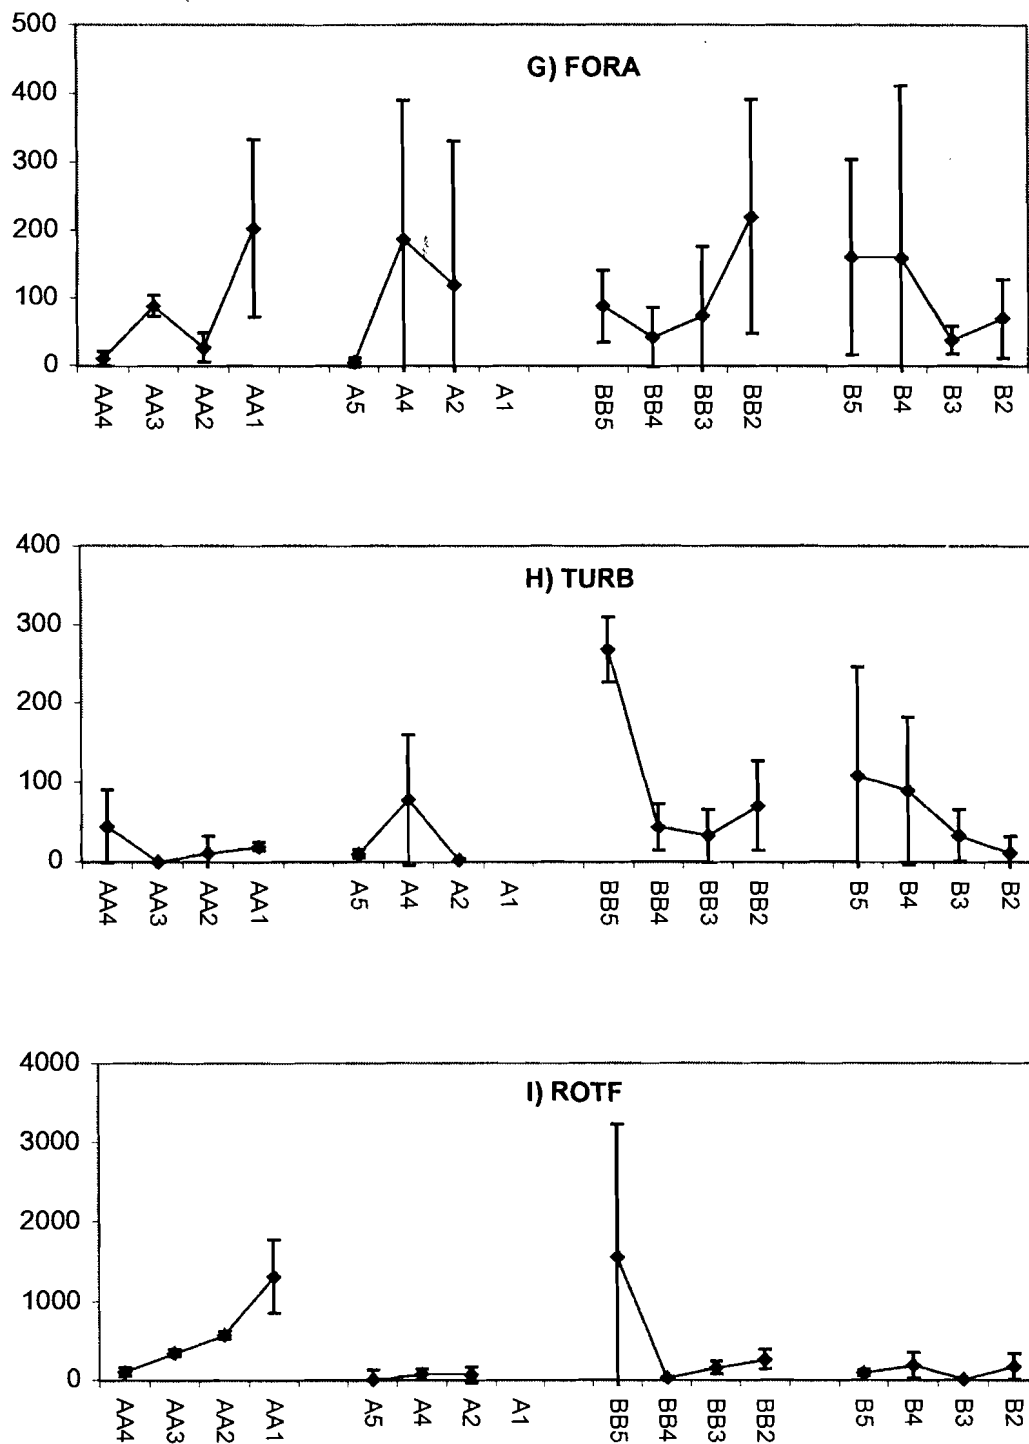 500
G) FORA
400
300
200
100
0
AA4 AA3 AA2 AA1 A5 A4 A2 A1 BB5 BB4 BB3 BB2 B5 B4 B3 B2
400
H) TURB
300
200
100
0
AA4 AA3 AA2 AA1 A5 A4 A2 A1 BB5 BB4 BB3 BB2 B5 B4 B3 B2
4000
I) ROTF
3000
2000
1000
0
AA4 AA3 AA2 AA1 A5 A4 A2 A1 BB5 BB4 BB3 BB2 B5 B4 B3 B2